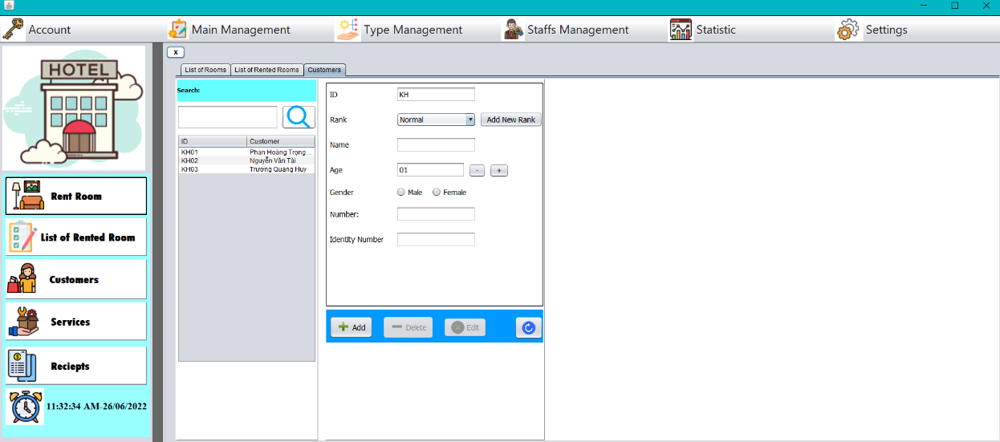 Account
Main Management
Type Management
Staffs Management
Statistic
Settings
HOTEL
x
List of Rooms
List of Rented Rooms
Customers
Search:
ID Customer
KH01 Phan Hoàng Trọng ...
KH02 Nguyễn Văn Tài
KH03 Trương Quang Huy
ID KH
Rank Normal Add New Rank
Name
Age 01 - +
Gender Male Female
Number:
Identity Number
Add Delete Edit
Rent Room
List of Rented Room
Customers
Services
Reciepts
11:32:34 AM-26/06/2022